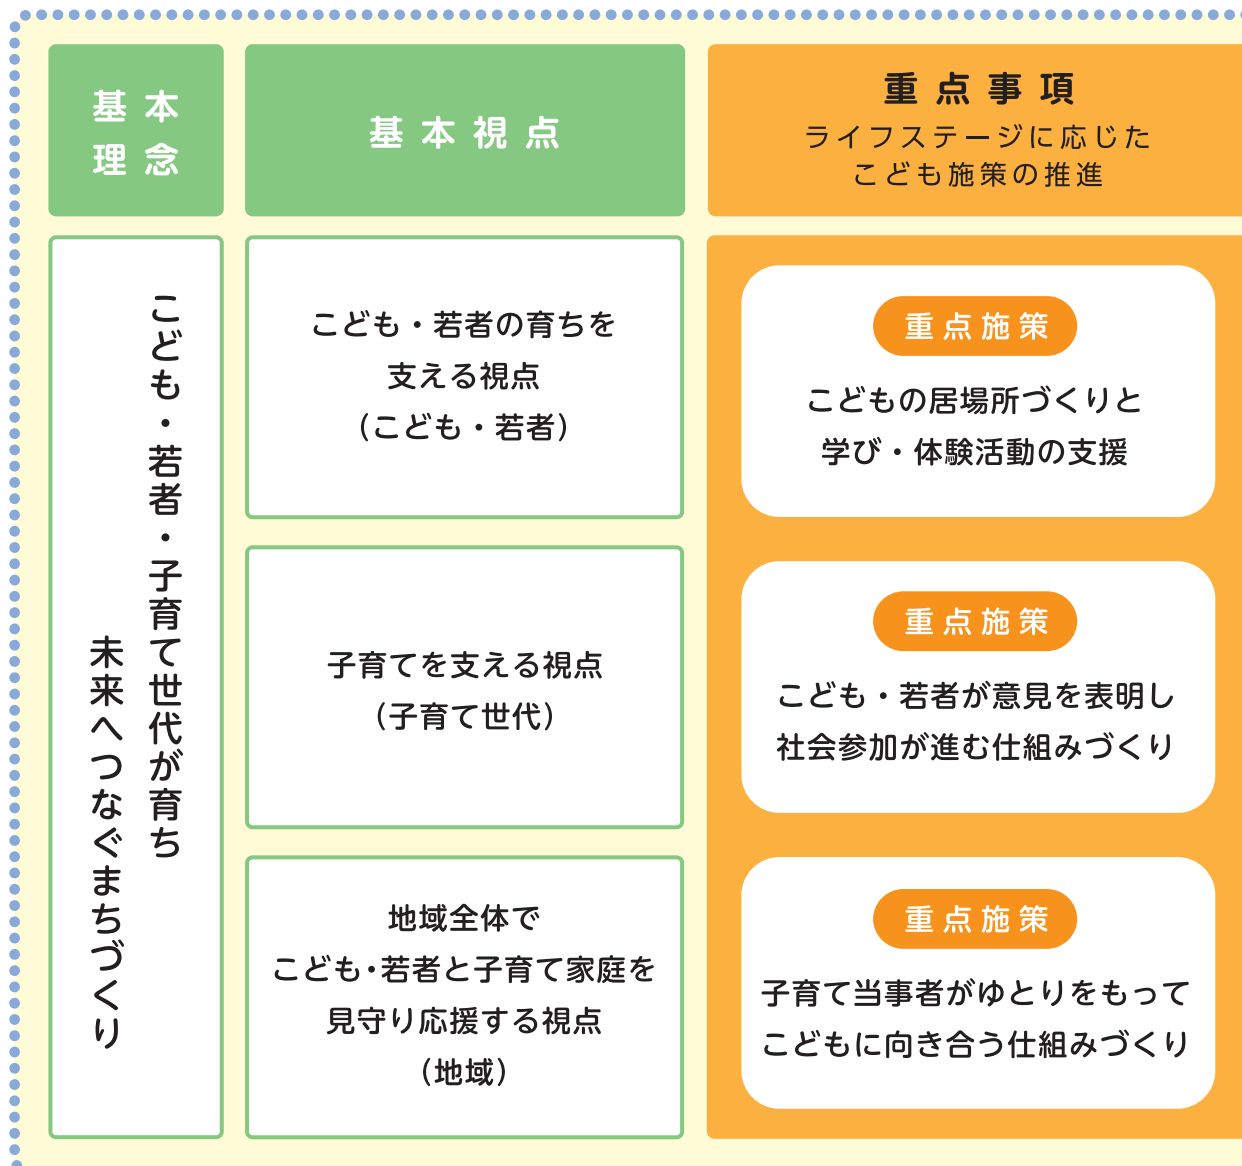 基本
理念
基本視点
重点事項
ライフステージに応じた
こども施策の推進
こども・若者・子育て世代が育ち
未来へつなぐまちづくり
こども・若者の育ちを
支える視点
（こども・若者）
子育てを支える視点
（子育て世代）
地域全体で
こども・若者と子育て家庭を
見守り応援する視点
（地域）
重点施策
こどもの居場所づくりと
学び・体験活動の支援
重点施策
こども・若者が意見を表明し
社会参加が進む仕組みづくり
重点施策
子育て当事者がゆとりをもって
こどもに向き合う仕組みづくり